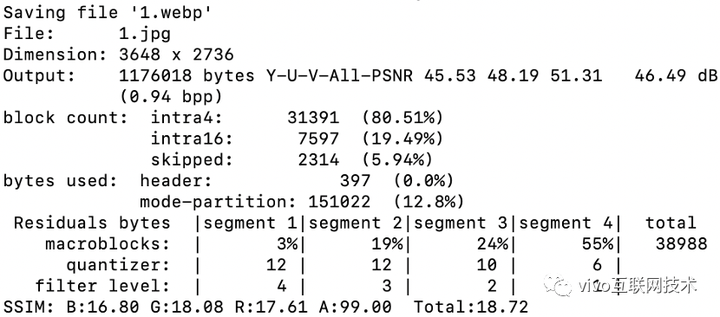 Saving file '1.webp'
File:      1.jpg
Dimension: 3648 x 2736
Output:    1176018 bytes Y-U-V-All-PSNR 45.53 48.19 51.31   46.49 dB
           (0.94 bpp)
block count:  intra4:      31391  (80.51%)
              intra16:      7597  (19.49%)
              skipped:      2314  (5.94%)
bytes used:  header:            397  (0.0%)
             mode-partition: 151022  (12.8%)
 Residuals bytes  |segment 1|segment 2|segment 3|segment 4|  total
    macroblocks:  |       3%|      19%|      24%|      55%|  38988
      quantizer:  |      12 |      12 |      10 |       6 |
   filter level:  |       4 |       3 |       2 |
SSIM: B:16.80 G:18.08 R:17.61 A:99.00  Total:18.72
vivo互联网技术